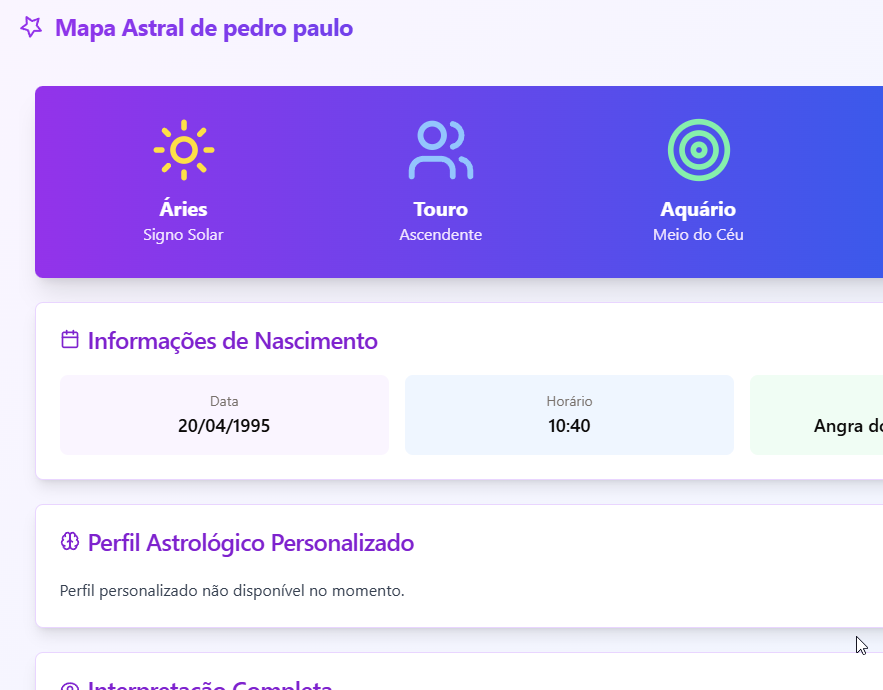 Mapa Astral de pedro paulo
Áries
Signo Solar
Touro
Ascendente
Aquário
Meio do Céu
Informações de Nascimento
Data
20/04/1995
Horário
10:40
Angra do
Perfil Astrológico Personalizado
Perfil personalizado não disponível no momento.
Interpretação Completa